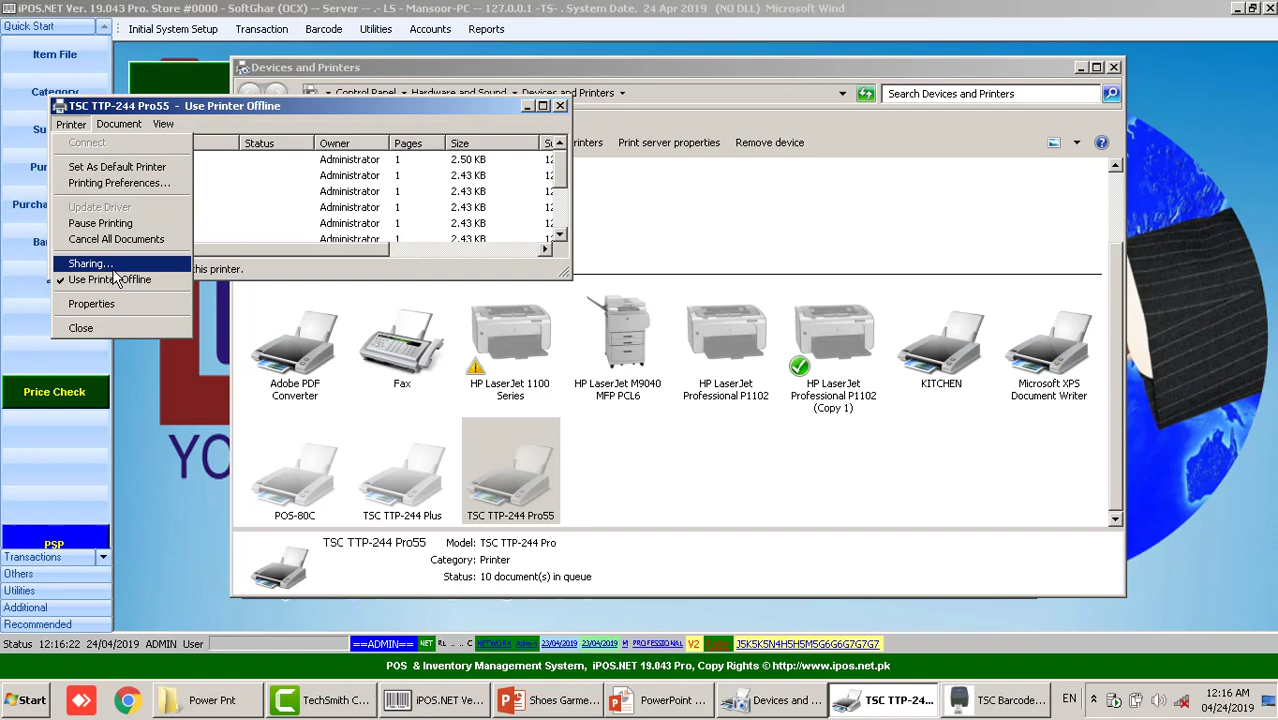 iPOS.NET Ver. 19.043 Pro. Store #0000 - SoftGhar (OCX) -- Server -- .- LS - Mansoor-PC -- 127.0.0.1 -TS- . System Date. 24 Apr 2019 (NO DLL) Microsoft Wind
Quick Start
Initial System Setup Transaction Barcode Utilities Accounts Reports
Item File
Category
Devices and Printers
Control Panel Hardware and Sound Devices and Printers
Search Devices and Printers
TSC TTP-244 Pro55 - Use Printer Offline
Printer Document View
Print server properties Remove device
Connect
Set As Default Printer
Printing Preferences...
Update Driver
Pause Printing
Cancel All Documents
Sharing...
Use Printer Offline
Properties
Close
Status Owner Pages Size
Administrator 1 2.50 KB
Administrator 1 2.43 KB
Administrator 1 2.43 KB
Administrator 1 2.43 KB
Administrator 1 2.43 KB
Administrator 1 2.43 KB
this printer.
Adobe PDF
Converter
Fax
HP LaserJet 1100
Series
HP LaserJet M9040
MFP PCL6
HP LaserJet
Professional P1102
HP LaserJet
Professional P1102
(Copy 1)
KITCHEN
Microsoft XPS
Document Writer
POS-80C
TSC TTP-244 Plus
TSC TTP-244 Pro55
TSC TTP-244 Pro55 Model: TSC TTP-244 Pro
Category: Printer
Status: 10 document(s) in queue
Price Check
YO
PSP
Transactions
Others
Utilities
Additional
Recommended
Status: 12:16:22 24/04/2019 ADMIN User ==ADMIN== NET RL . .. C NETWORK Admin 23/04/2019 23/04/2019 M PROFESSIONAL V2 J5K5K5N4H5H5M5G6G6G7G7G7
POS & Inventory Management System, iPOS.NET 19.043 Pro, Copy Rights © http://www.ipos.net.pk
Start Power Pnt TechSmith C... iPOS.NET Ve... Shoes Garme... PowerPoint ... Devices and ... TSC TTP-24... TSC Barcode... EN 12:16 AM
04/24/2019